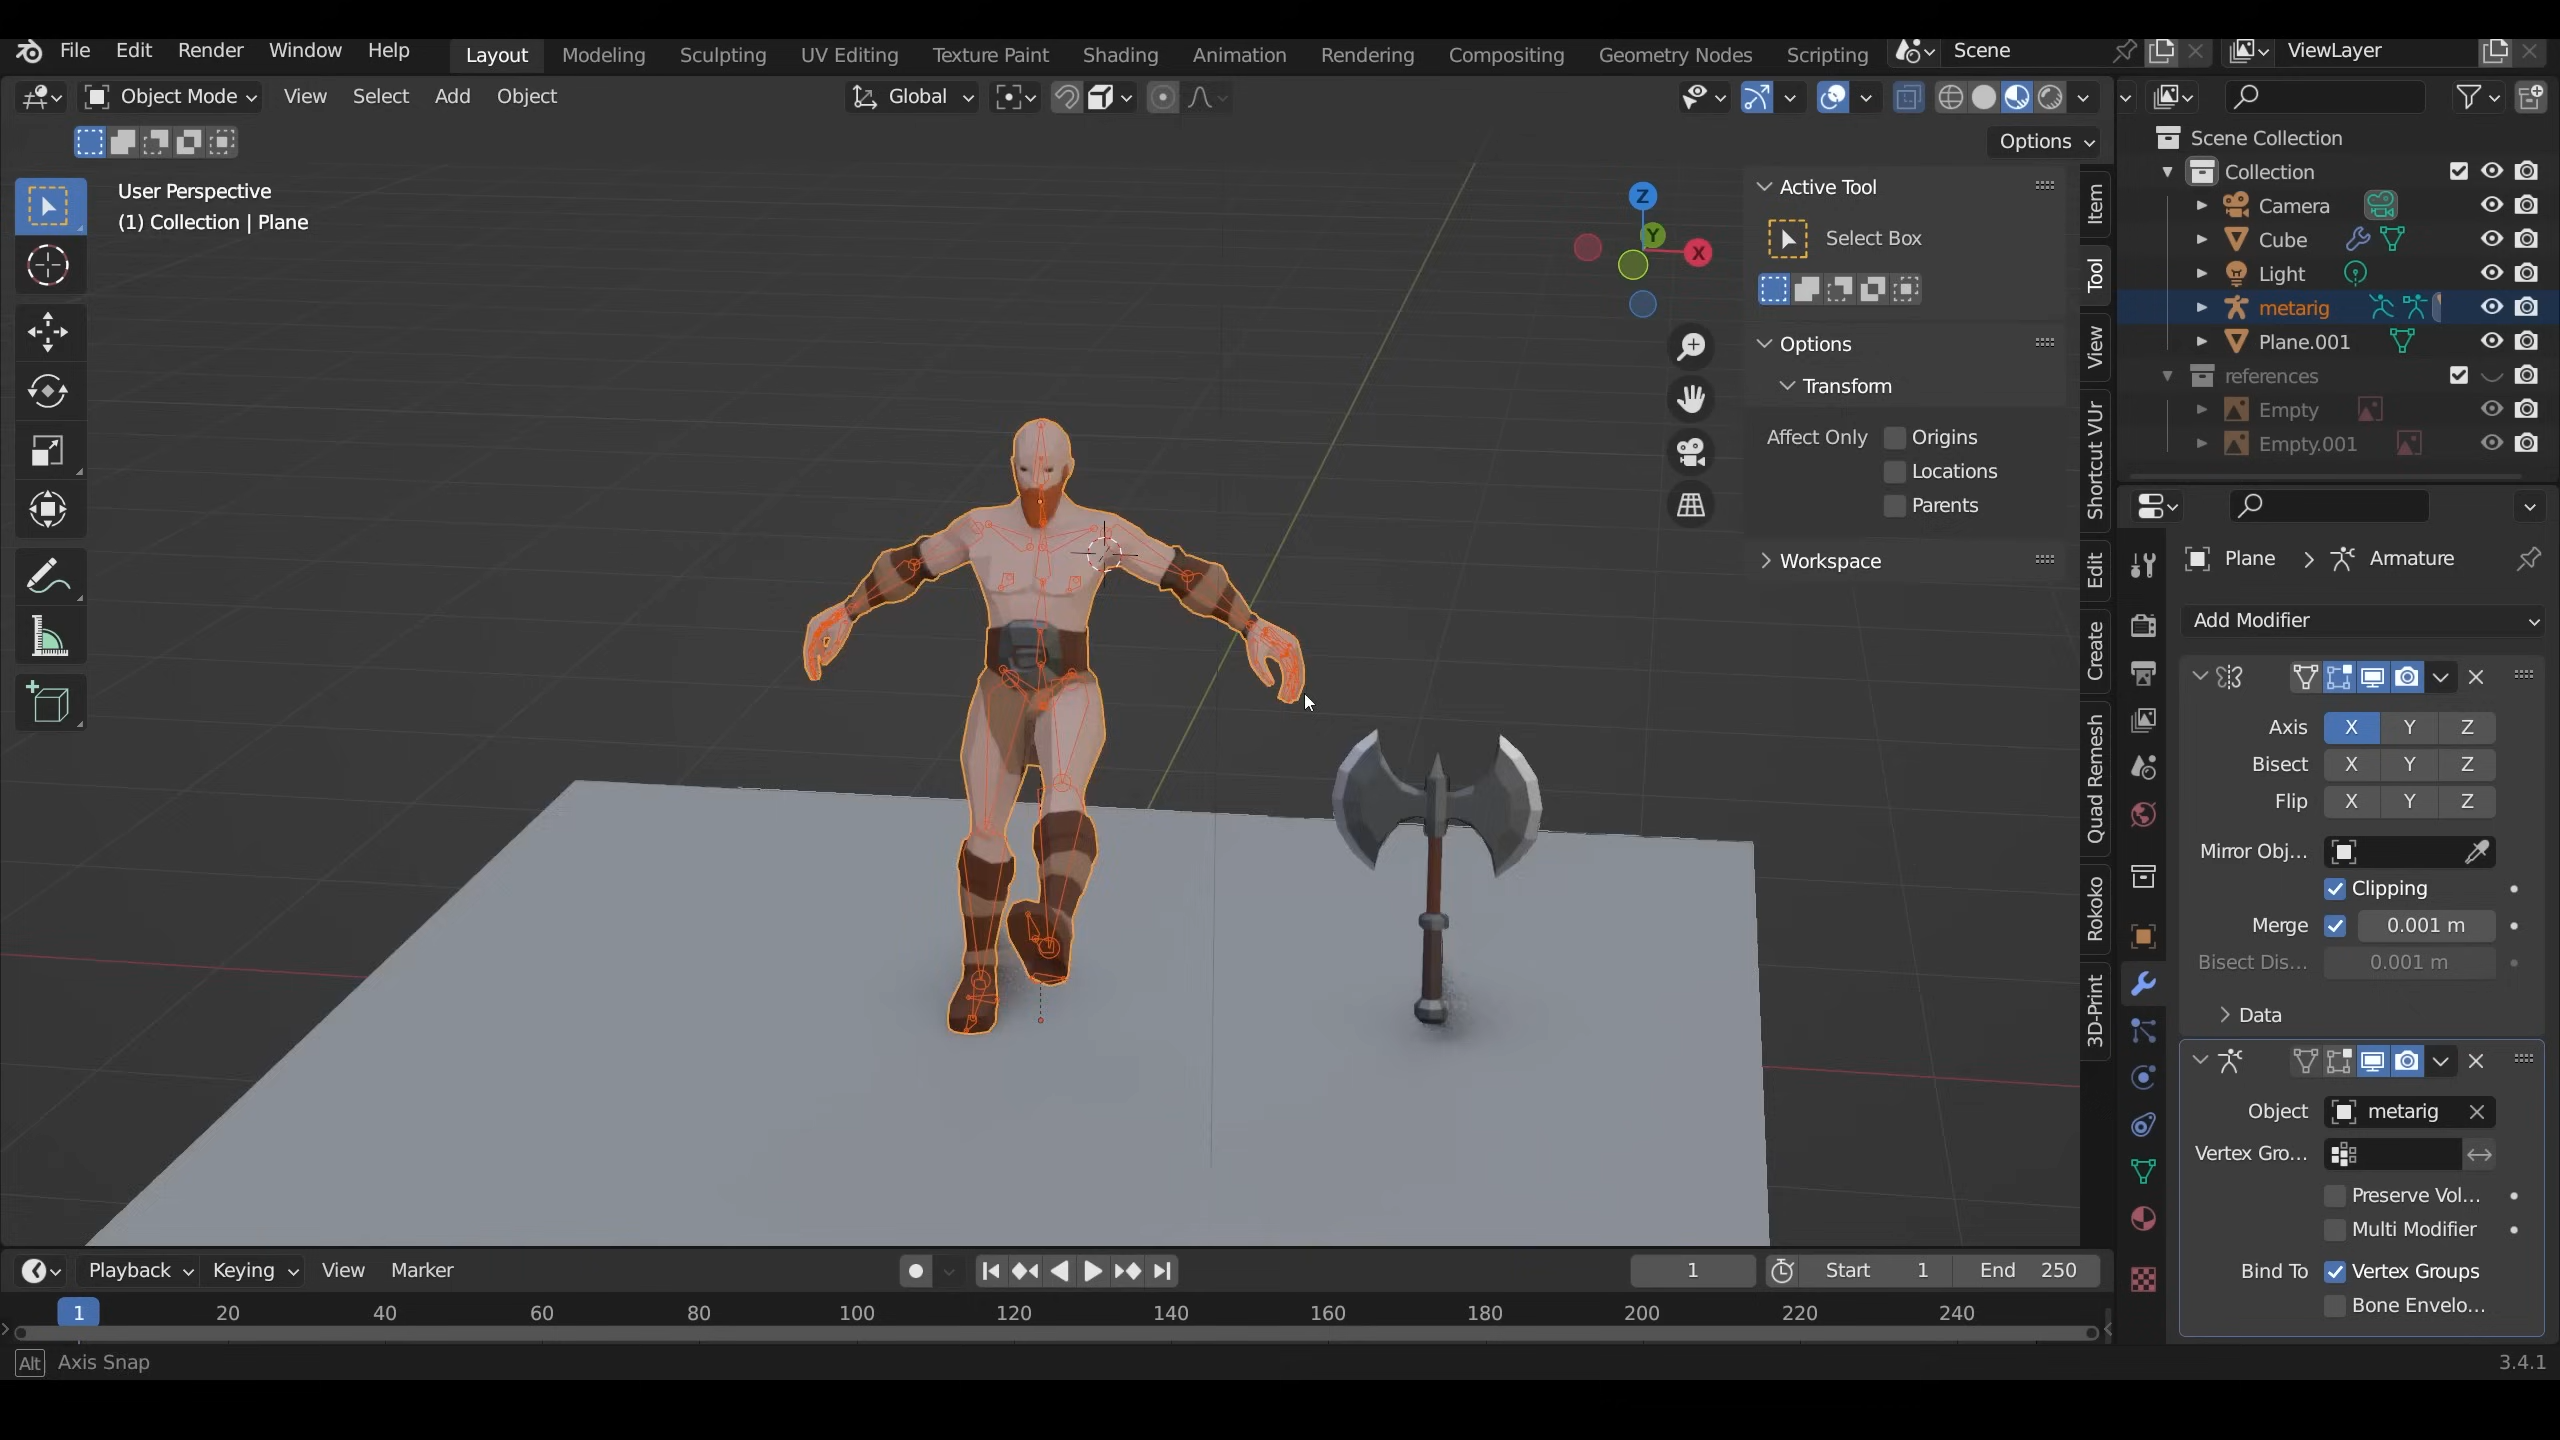 File Edit Render Window Help Layout Modeling Sculpting UV Editing Texture Paint Shading Animation Rendering Compositing Geometry Nodes Scripting Scene ViewLayer
Object Mode View Select Add Object Global
Options
User Perspective
(1) Collection | Plane
Z
Y
X
Active Tool
Select Box
Options
Transform
Affect Only Origins
Locations
Parents
Workspace
Item
Tool
View
Shortcut VUr
Edit
Create
Quad Remesh
Rokoko
3D-Print
Scene Collection
Collection
Camera
Cube
Light
metarig
Plane.001
references
Empty
Empty.001
Plane > Armature
Add Modifier
Axis X Y Z
Bisect X Y Z
Flip X Y Z
Mirror Obj...
Clipping
Merge 0.001 m
Bisect Dis... 0.001 m
Data
Object metarig
Vertex Gro...
Preserve Vol...
Multi Modifier
Bind To Vertex Groups
Bone Envelo...
Playback Keying View Marker 1 Start 1 End 250
1 20 40 60 80 100 120 140 160 180 200 220 240
Alt Axis Snap 3.4.1